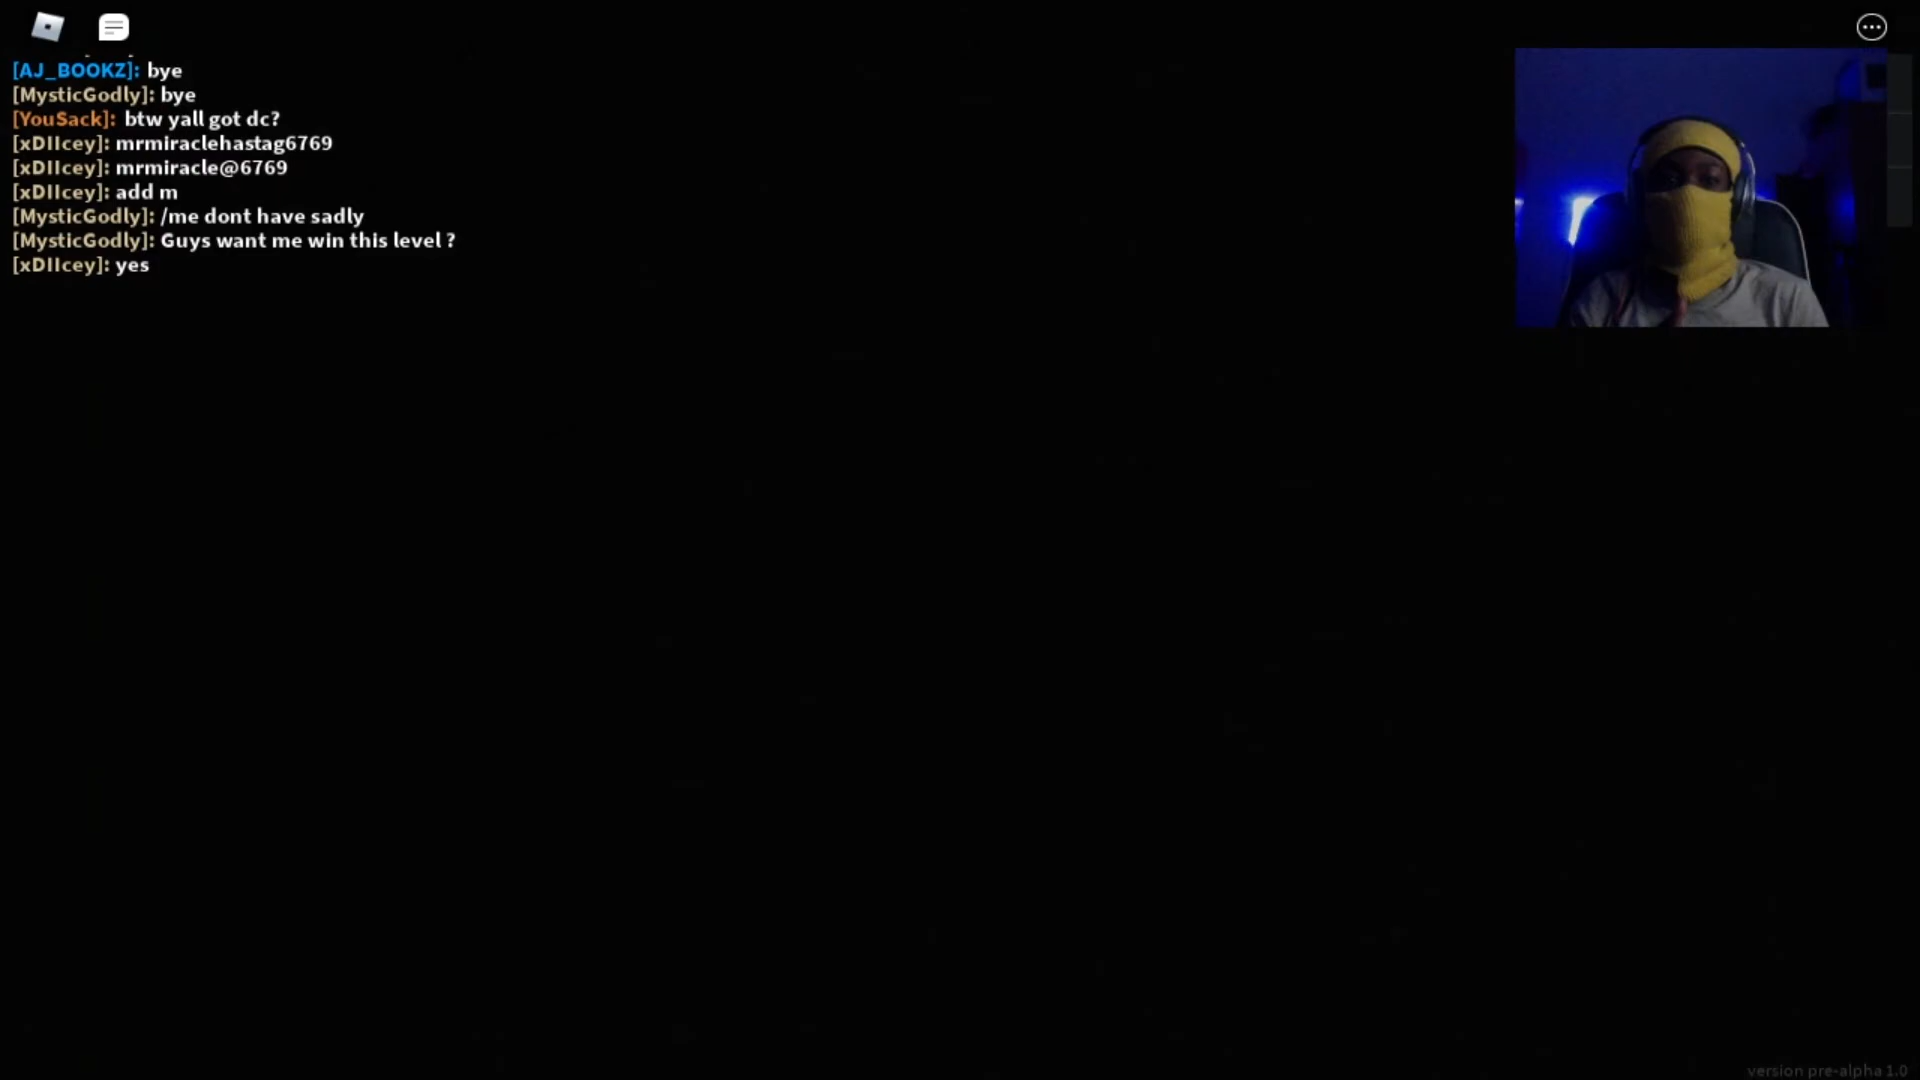 [AJ_BOOKZ]: bye
[MysticGodly]: bye
[YouSack]: btw yall got dc?
[xDIIcey]: mrmiraclehastag6769
[xDIIcey]: mrmiracle@6769
[xDIIcey]: add m
[MysticGodly]: /me dont have sadly
[MysticGodly]: Guys want me win this level ?
[xDIIcey]: yes
version pre-alpha 1.0